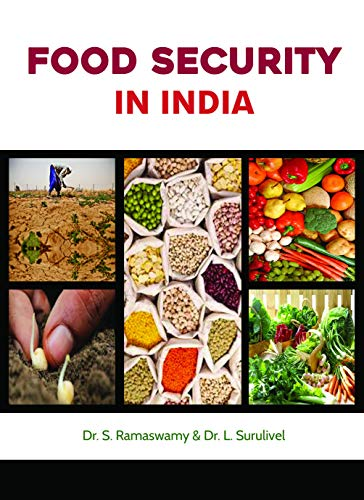 FOOD SECURITY
IN INDIA
Dr. S. Ramaswamy & Dr. L. Surulivel